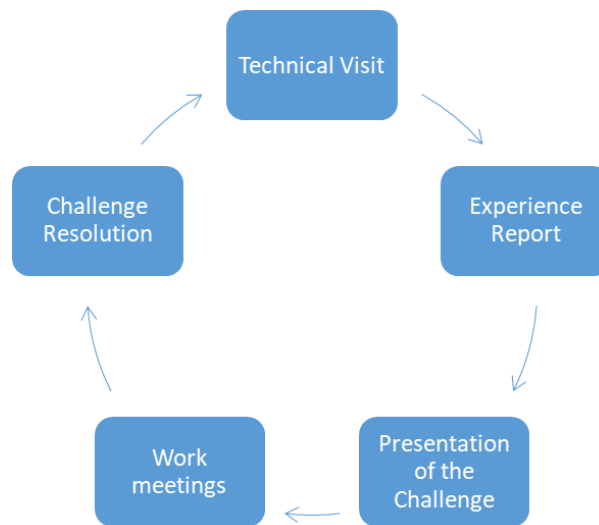 Technical Visit
Experience
Report
Presentation
of the
Challenge
Work
meetings
Challenge
Resolution